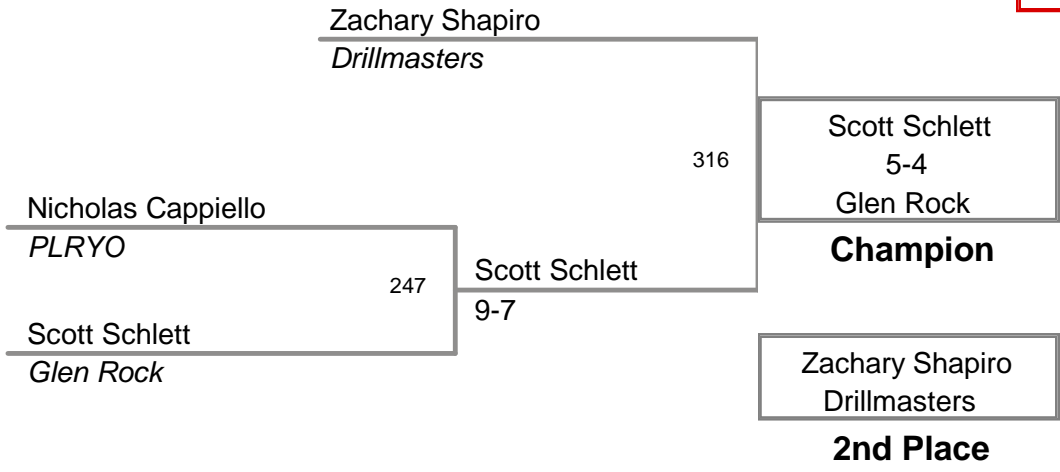 Zachary Shapiro
Drillmasters
Scott Schlett
316
5-4
Glen Rock
Nicholas Cappiello
PLRYO
Champion
247
Scott Schlett
9-7
Scott Schlett
Glen Rock
Zachary Shapiro
Drillmasters
2nd Place